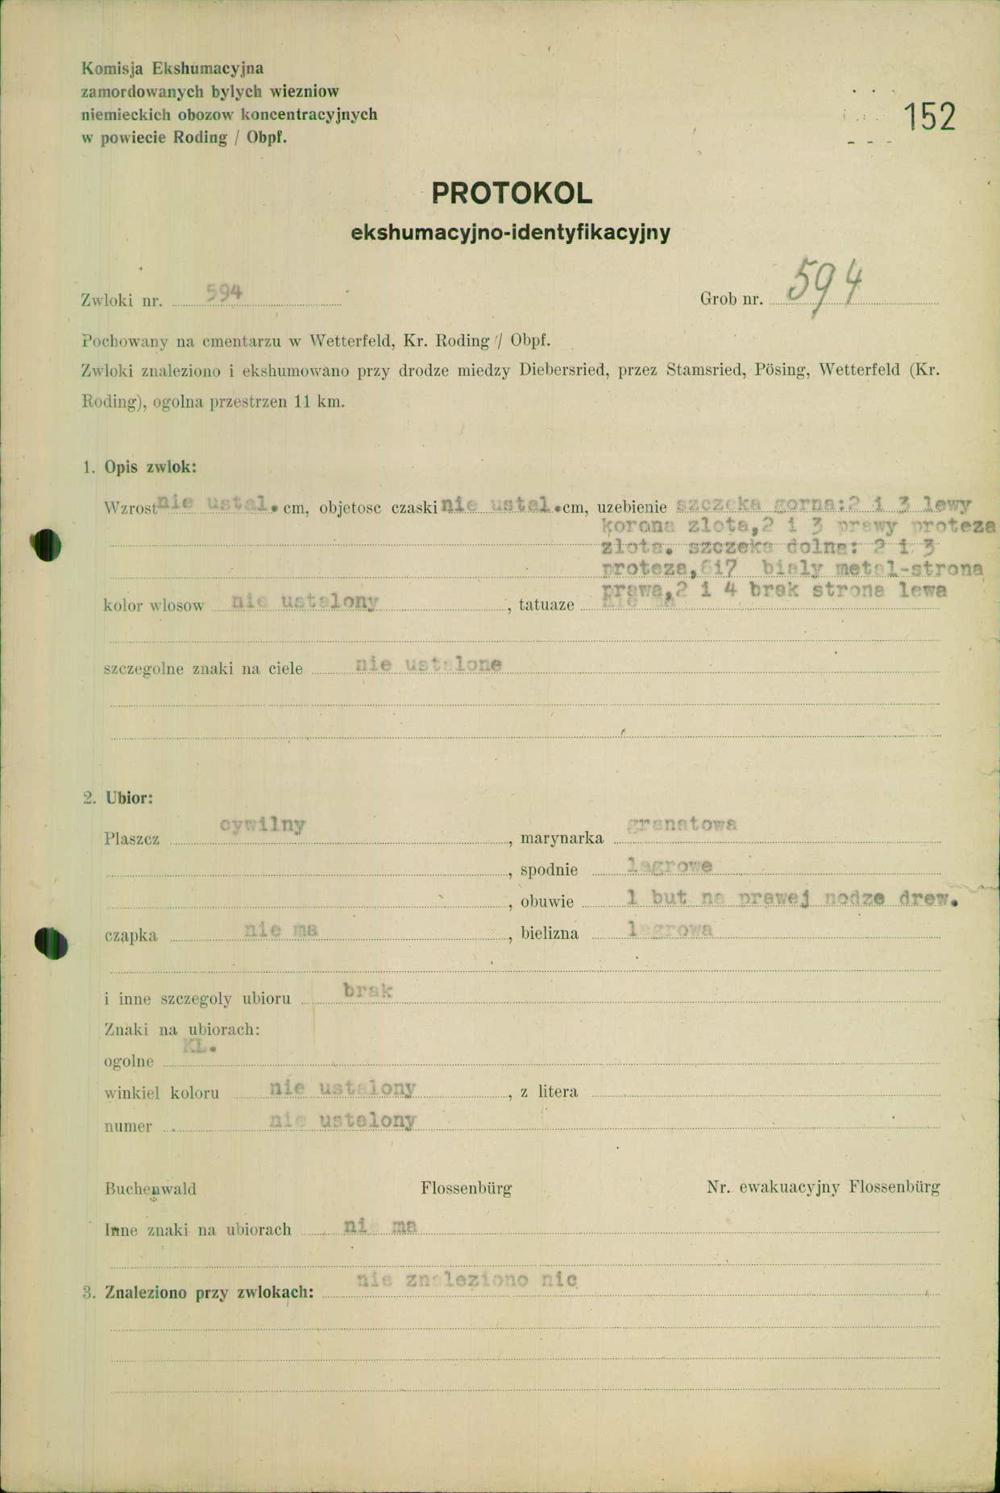 Komisja Ekshumacyjna
zamordowanych bylych wiezniow
niemieckich obozow koncentracyjnych
w powiecie Roding / Obpf.
152
PROTOKOL
ekshumacyjno-identyfikacyjny
Zwloki nr. 594 Grob nr. 594
Pochowany na cmentarzu w Wetterfeld, Kr. Roding / Obpf.
Zwloki znaleziono i ekshumowano przy drodze miedzy Diebersried, przez Stamsried, Pösing, Wetterfeld (Kr.
Roding), ogolna przestrzen 11 km.
1. Opis zwlok:
Wzrost nie ustal. cm, objetosc czaski nie ustal. cm, uzebienie szczeka gorna:2 i 3 lewy
korona zlota,2 i 3 prawy proteza
zlota. szczeka dolna: 2 i 3
proteza, 6i7 bialy metal-strona
prawa,2 i 4 brak strona lewa
kolor wlosow nie ustalony, tatuaze nie ma
szczegolne znaki na ciele nie ustalone
2. Ubior:
Plaszcz cywilny, marynarka granatowa
, spodnie lagrowe
, obuwie 1 but na prawej nodze drew.
czapka nie ma, bielizna lagrowa
i inne szczegoly ubioru brak
Znaki na ubiorach:
ogolne KL.
winkiel koloru nie ustalony, z litera
numer nie ustalony
Buchenwald Flossenbürg Nr. ewakuacyjny Flossenbürg
Inne znaki na ubiorach ni ma
3. Znaleziono przy zwlokach: nie znaleziono nic